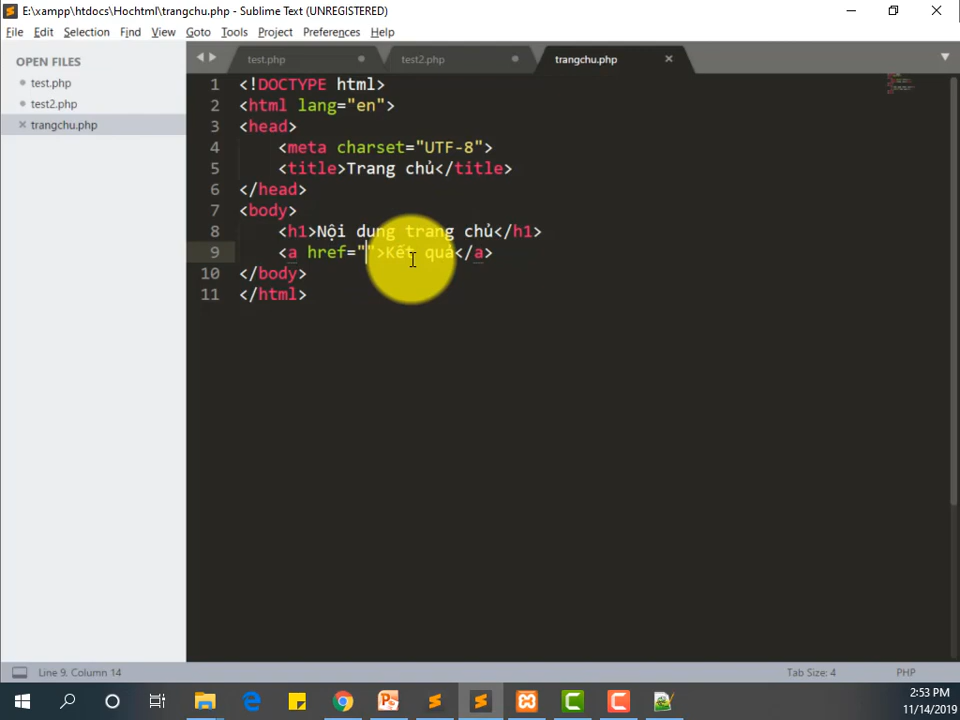 E:\xampp\htdocs\Hochtml\trangchu.php - Sublime Text (UNREGISTERED)
File Edit Selection Find View Goto Tools Project Preferences Help
OPEN FILES
test.php
test2.php
trangchu.php
test.php test2.php trangchu.php
1 <!DOCTYPE html>
2 <html lang="en">
3 <head>
4 <meta charset="UTF-8">
5 <title>Trang chủ</title>
6 </head>
7 <body>
8 <h1>Nội dung trang chủ</h1>
9 <a href="">Kết quả</a>
10 </body>
11 </html>
Line 9, Column 14 Tab Size: 4 PHP
2:53 PM
11/14/2019